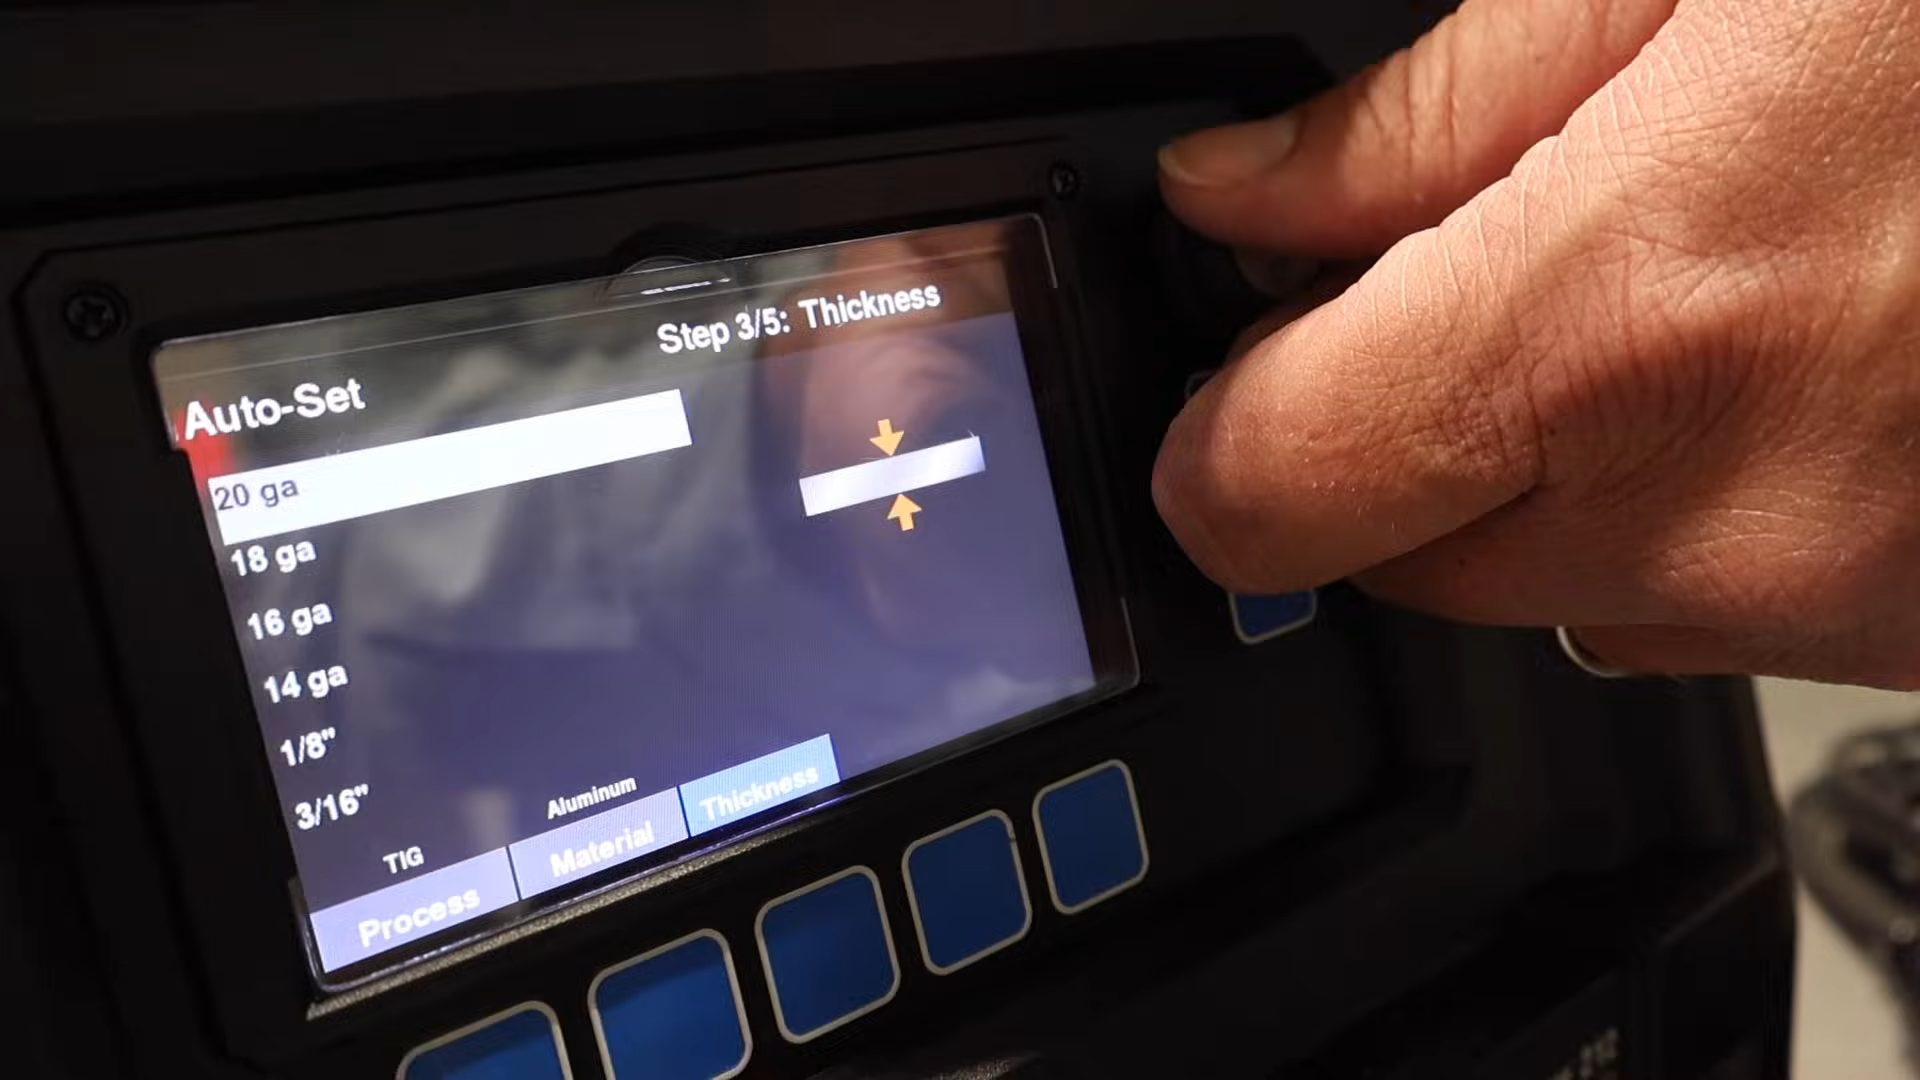 Step 3/5: Thickness
Auto-Set
20 ga
18 ga
16 ga
14 ga
1/8"
3/16"
TIG
Aluminum
Process
Material
Thickness